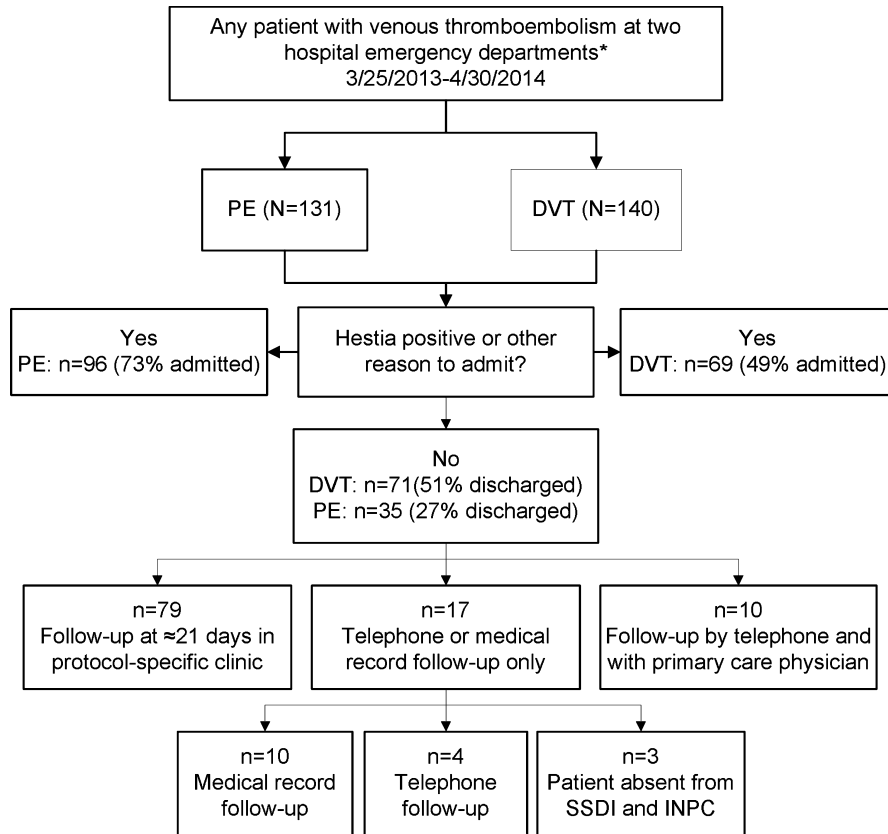 Any patient with venous thromboembolism at two
hospital emergency departments*
3/25/2013-4/30/2014
PE (N=131)
DVT (N=140)
Yes
PE: n=96 (73% admitted)
Hestia positive or other
reason to admit?
Yes
DVT: n=69 (49% admitted)
No
DVT: n=71(51% discharged)
PE: n=35 (27% discharged)
n=79
Follow-up at ≈21 days in
protocol-specific clinic
n=17
Telephone or medical
record follow-up only
n=10
Follow-up by telephone and
with primary care physician
n=10
Medical record
follow-up
n=4
Telephone
follow-up
n=3
Patient absent from
SSDI and INPC